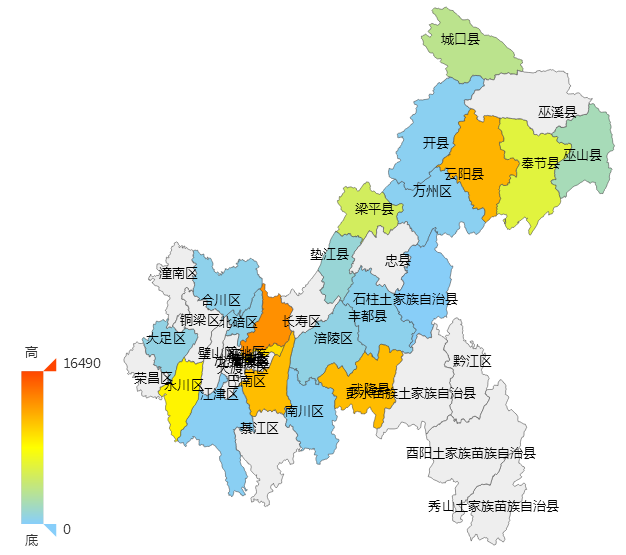 城口县
巫溪县
开县
巫山县
奉节县
云阳县
万州区
梁平县
垫江县
忠县
潼南区
合川区
石柱土家族自治县
丰都县
铜梁区
北碚区
长寿区
大足区
涪陵区
璧山区
高
16490
黔江区
荣昌区
永川区
巴南区
武隆县
彭水苗族土家族自治县
江津区
南川区
綦江区
酉阳土家族苗族自治县
秀山土家族苗族自治县
0
底